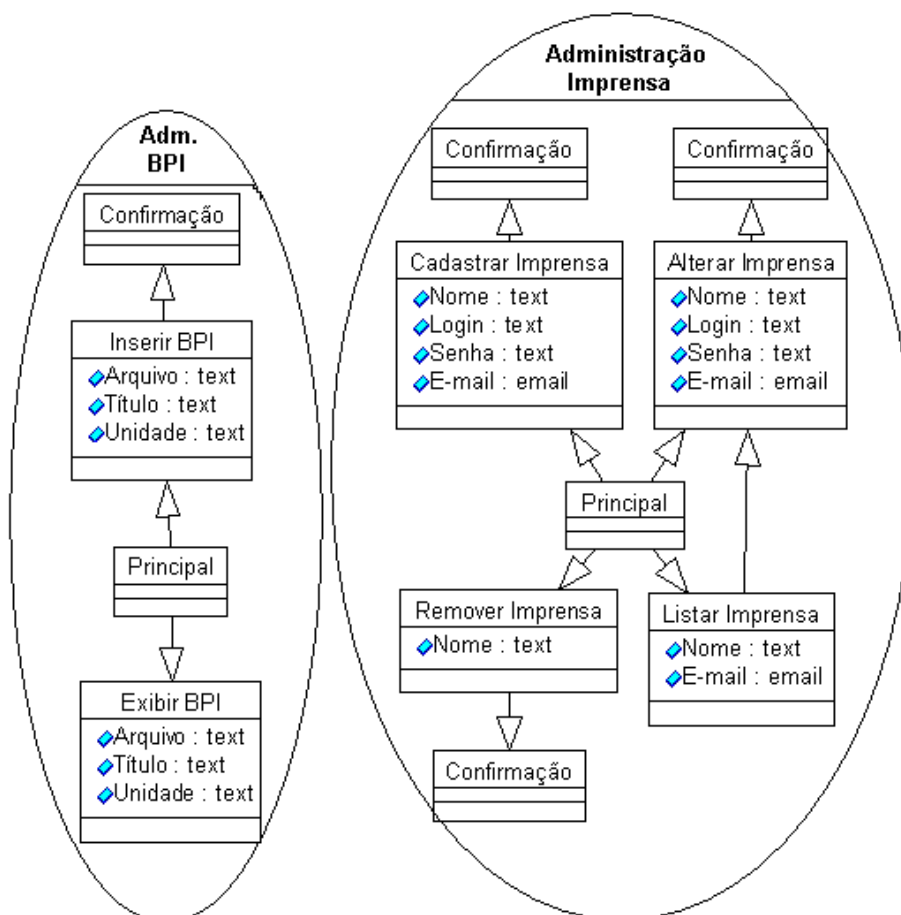 Adm.
BPI
Confirmação
Inserir BPI
Arquivo : text
Título : text
Unidade : text
Principal
Exibir BPI
Arquivo : text
Título : text
Unidade : text
Administração
Imprensa
Confirmação
Confirmação
Cadastrar Imprensa
Nome : text
Login : text
Senha : text
E-mail : email
Alterar Imprensa
Nome : text
Login : text
Senha : text
E-mail : email
Principal
Remover Imprensa
Nome : text
Listar Imprensa
Nome : text
E-mail : email
Confirmação